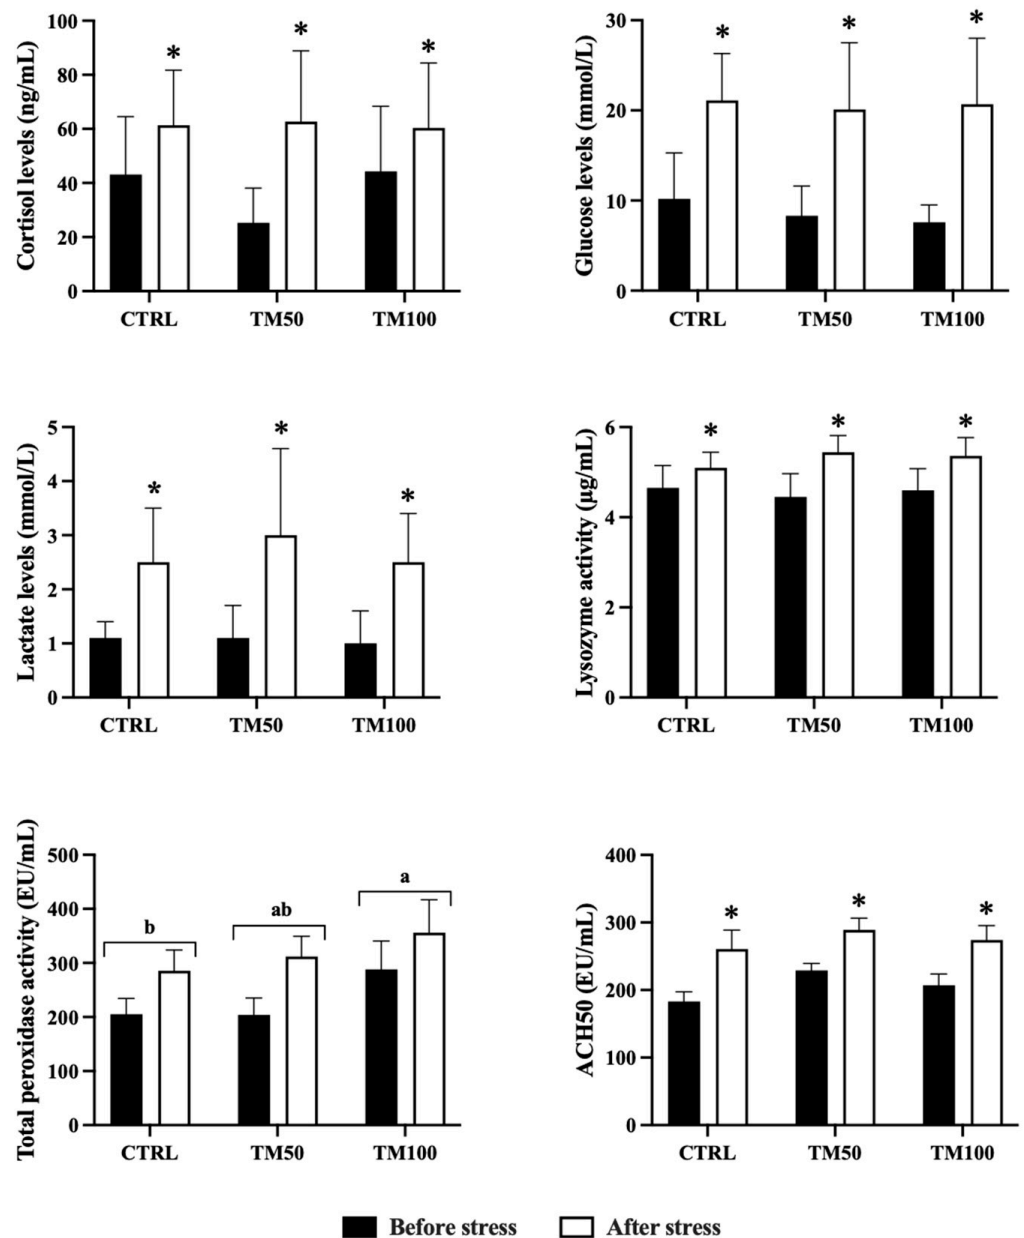 Cortisol levels (ng/mL)
100
80
60
40
20
0
*
*
*
CTRL
TM50
TM100
Glucose levels (mmol/L)
30
20
10
0
*
*
*
CTRL
TM50
TM100
Lactate levels (mmol/L)
5
4
3
2
1
0
*
*
*
CTRL
TM50
TM100
Lysozyme activity (µg/mL)
6
4
2
0
*
*
*
CTRL
TM50
TM100
Total peroxidase activity (EU/mL)
500
400
300
200
100
0
b
ab
a
CTRL
TM50
TM100
ACH50 (EU/mL)
400
300
200
100
0
*
*
*
CTRL
TM50
TM100
Before stress
After stress